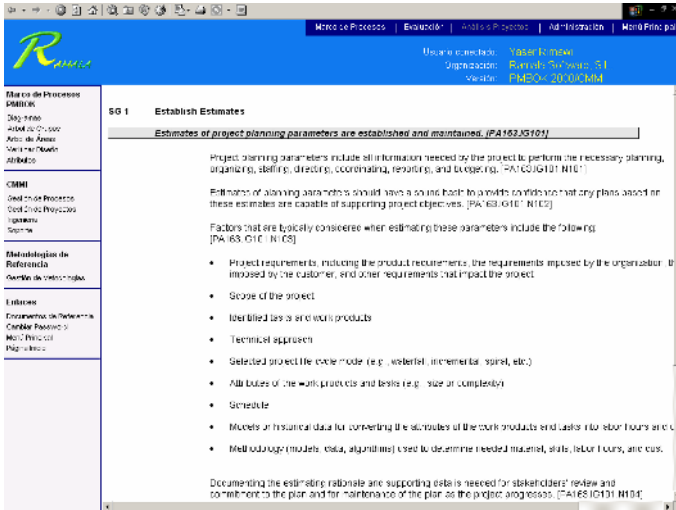 Marco de Procesos | Evaluación | Análisis Proyectos | Administración | Menú Principal
Usuario conectado: Yaser Rimawi
Organización: Ramala Software, S.L
Versión: PMBOK 2000/CMMI
Marco de Procesos
PMBOK
Diagramas
Arbol de Grupos
Arbol de Áreas
Atributos
CMMI
Gestión de Procesos
Gestión de Proyectos
Ingeniería
Soporte
Metodologías de
Referencia
Gestión de Metodologías
Enlaces
Documentos de Referencia
Cambiar Password
Menú Principal
Página Inicio
SG 1 Establish Estimates
Estimates of project planning parameters are established and maintained. [PA163.IG101]
Project planning parameters include all information needed by the project to perform the necessary planning,
organizing, staffing, directing, coordinating, reporting, and budgeting. [PA163.IG101.N101]
Estimates of planning parameters should have a sound basis to provide confidence that any plans based on
these estimates are capable of supporting project objectives. [PA163.IG101.N102]
Factors that are typically considered when estimating these parameters include the following:
[PA163.IG101.N103]
• Project requirements, including the product requirements, the requirements imposed by the organization, th
imposed by the customer, and other requirements that impact the project
• Scope of the project
• Identified tasks and work products
• Technical approach
• Selected project life cycle model (e.g., waterfall, incremental, spiral, etc.)
• Attributes of the work products and tasks (e.g., size or complexity)
• Schedule
• Models or historical data for converting the attributes of the work products and tasks into labor hours and c
• Methodology (models, data, algorithms) used to determine needed material, skills, labor hours, and cost
Documenting the estimating rationale and supporting data is needed for stakeholders' review and
commitment to the plan and for maintenance of the plan as the project progresses. [PA163.IG101.N104]